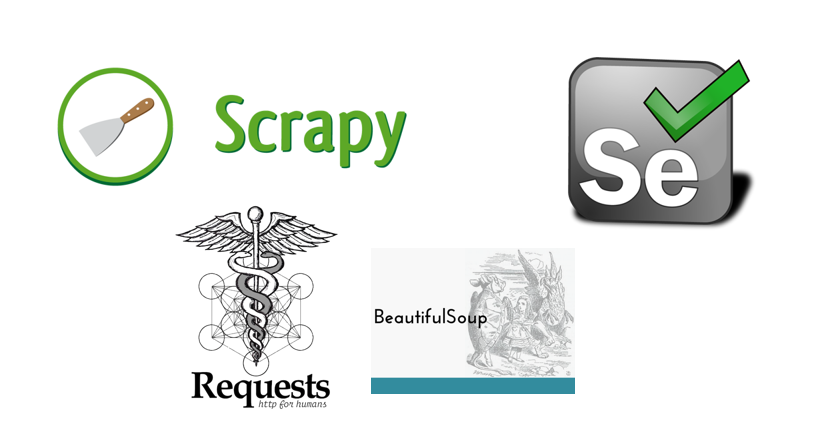 Scrapy
Se
BeautifulSoup
Requests
http for humans